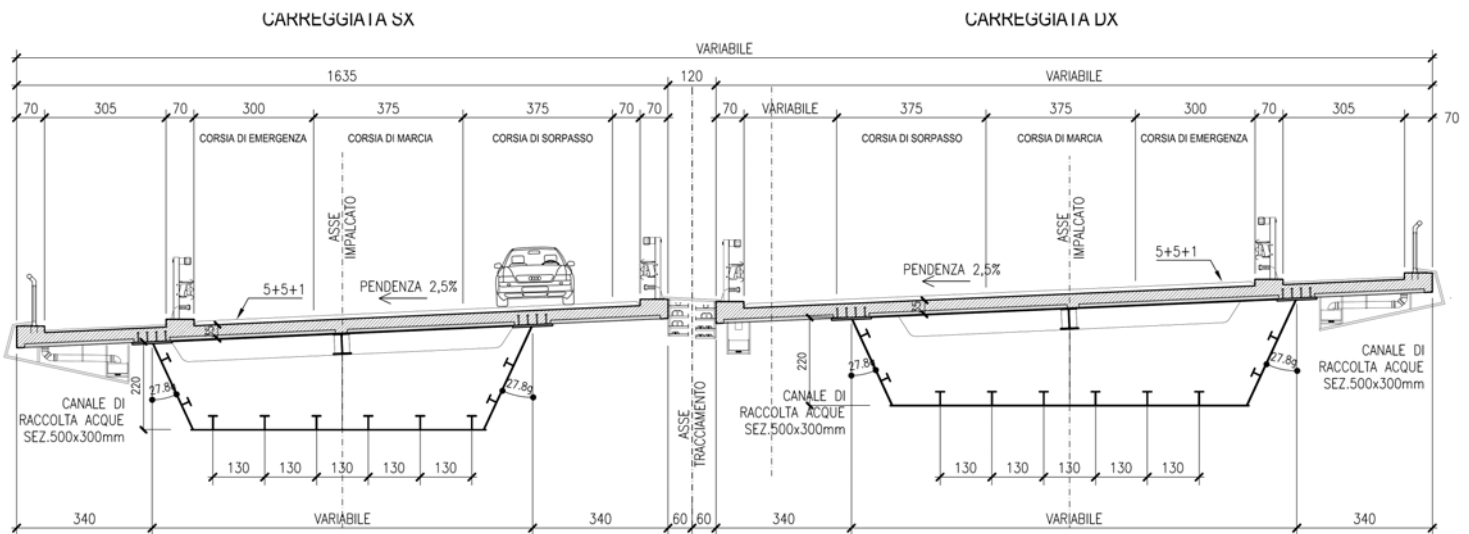 CARREGGIATA SX
CARREGGIATA DX
VARIABILE
1635
120
VARIABILE
70
305
70
300
375
375
70
70
70
VARIABILE
375
375
300
70
305
70
CORSIA DI EMERGENZA
CORSIA DI MARCIA
CORSIA DI SORPASSO
CORSIA DI SORPASSO
CORSIA DI MARCIA
CORSIA DI EMERGENZA
ASSE
IMPALCATO
ASSE
IMPALCATO
5+5+1
PENDENZA 2,5%
PENDENZA 2,5%
5+5+1
220
27.8g
27.8g
220
27.8g
27.8g
CANALE DI
RACCOLTA ACQUE
SEZ.500x300mm
ASSE
TRACCIAMENTO
CANALE DI
RACCOLTA ACQUE
SEZ.500x300mm
CANALE DI
RACCOLTA ACQUE
SEZ.500x300mm
130
130
130
130
130
130
130
130
130
130
340
VARIABILE
340
60
60
340
VARIABILE
340